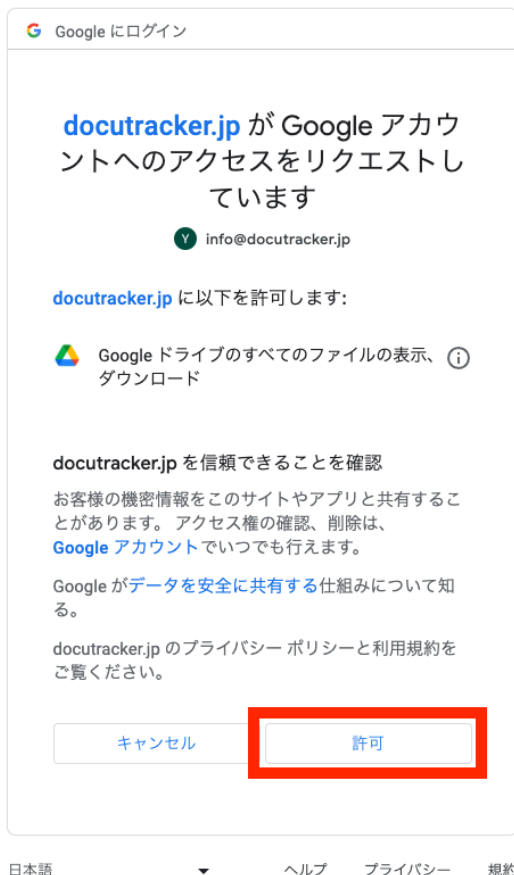 Google にログイン
docutracker.jp が Google アカウ
ントへのアクセスをリクエストし
ています
Y info@docutracker.jp
docutracker.jp に以下を許可します:
Google ドライブのすべてのファイルの表示、
ダウンロード
docutracker.jp を信頼できることを確認
お客様の機密情報をこのサイトやアプリと共有するこ
とがあります。 アクセス権の確認、削除は、
Google アカウントでいつでも行えます。
Google がデータを安全に共有する仕組みについて知
る。
docutracker.jp のプライバシー ポリシーと利用規約を
ご覧ください。
キャンセル 許可
日本語 ヘルプ プライバシー 規約